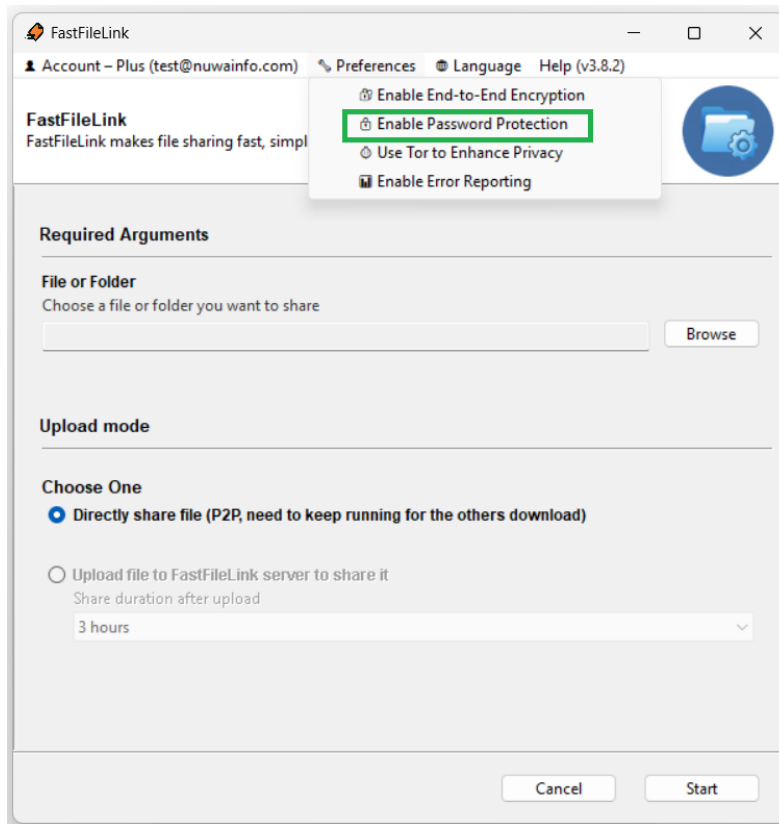 FastFileLink
Account – Plus (test@nuwainfo.com) Preferences Language Help (v3.8.2)
Enable End-to-End Encryption
Enable Password Protection
Use Tor to Enhance Privacy
Enable Error Reporting
FastFileLink
FastFileLink makes file sharing fast, simpl
Required Arguments
File or Folder
Choose a file or folder you want to share
Browse
Upload mode
Choose One
Directly share file (P2P, need to keep running for the others download)
Upload file to FastFileLink server to share it
Share duration after upload
3 hours
Cancel Start